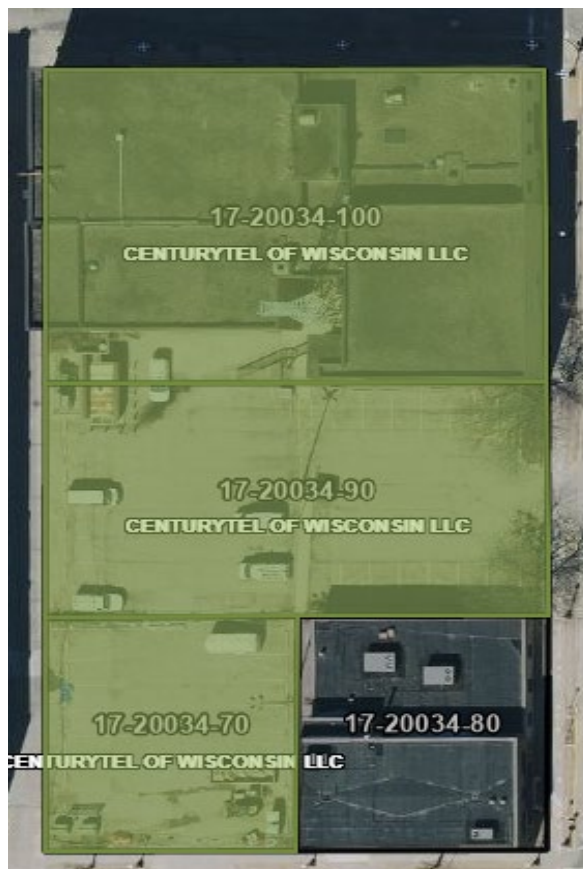 17-20034-100
CENTURYTEL OF WISCONSIN LLC
17-20034-90
CENTURYTEL OF WISCONSIN LLC
17-20034-70
17-20034-80
CENTURYTEL OF WISCONSIN LLC